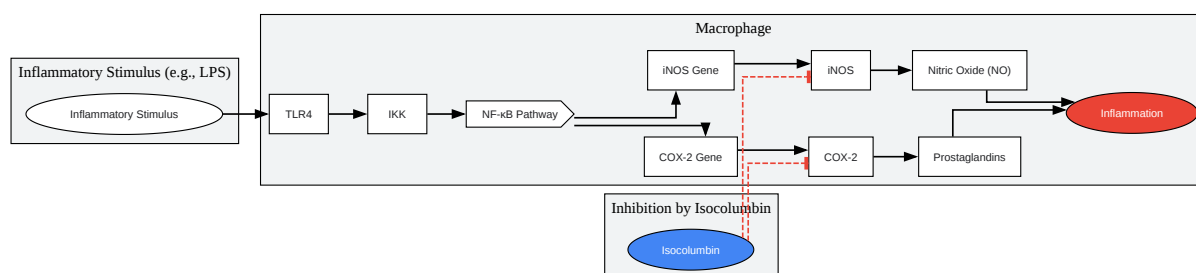 Macrophage
Inflammatory Stimulus (e.g., LPS)
Inflammatory Stimulus
TLR4
IKK
NF-κB Pathway
iNOS Gene
iNOS
Nitric Oxide (NO)
COX-2 Gene
COX-2
Prostaglandins
Inflammation
Inhibition by Isocolumbin
Isocolumbin